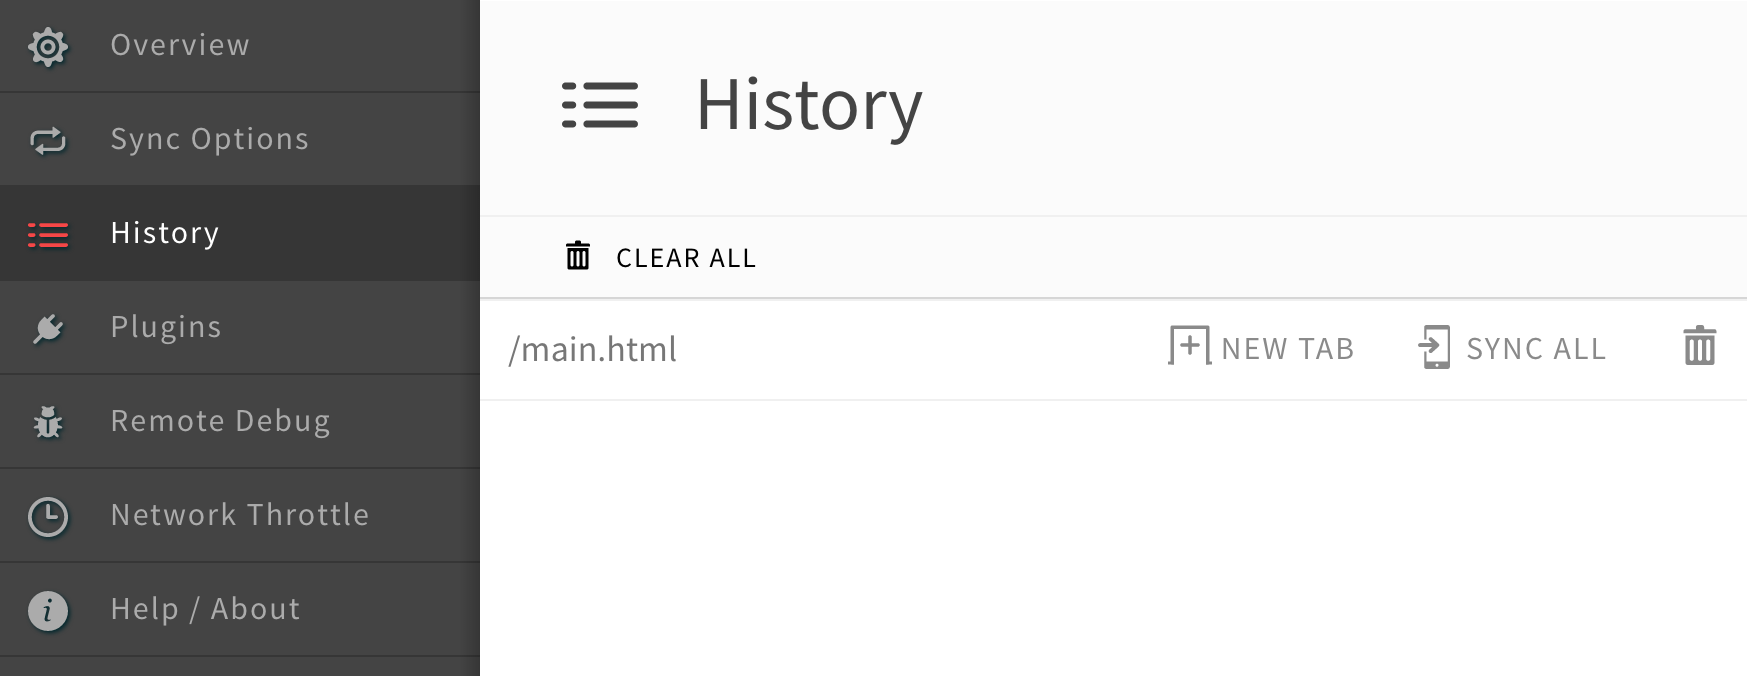 Overview
Sync Options
History
Plugins
Remote Debug
Network Throttle
Help / About
History
CLEAR ALL
/main.html NEW TAB SYNC ALL